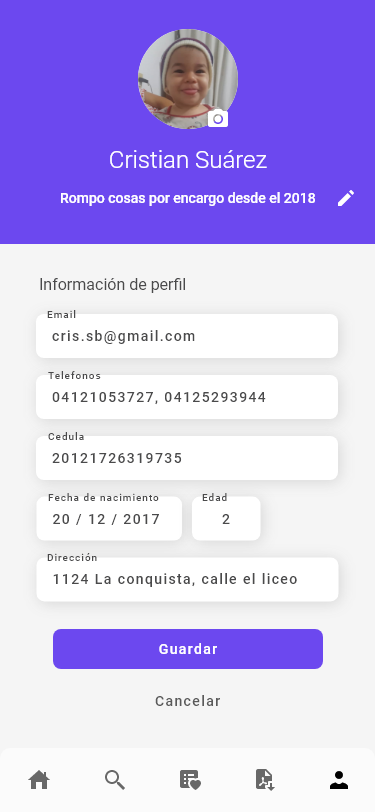 Cristian Suárez
Rompo cosas por encargo desde el 2018
Información de perfil
Email
cris.sb@gmail.com
Telefonos
04121053727, 04125293944
Cedula
20121726319735
Fecha de nacimiento
20 / 12 / 2017
Edad
2
Dirección
1124 La conquista, calle el liceo
Guardar
Cancelar